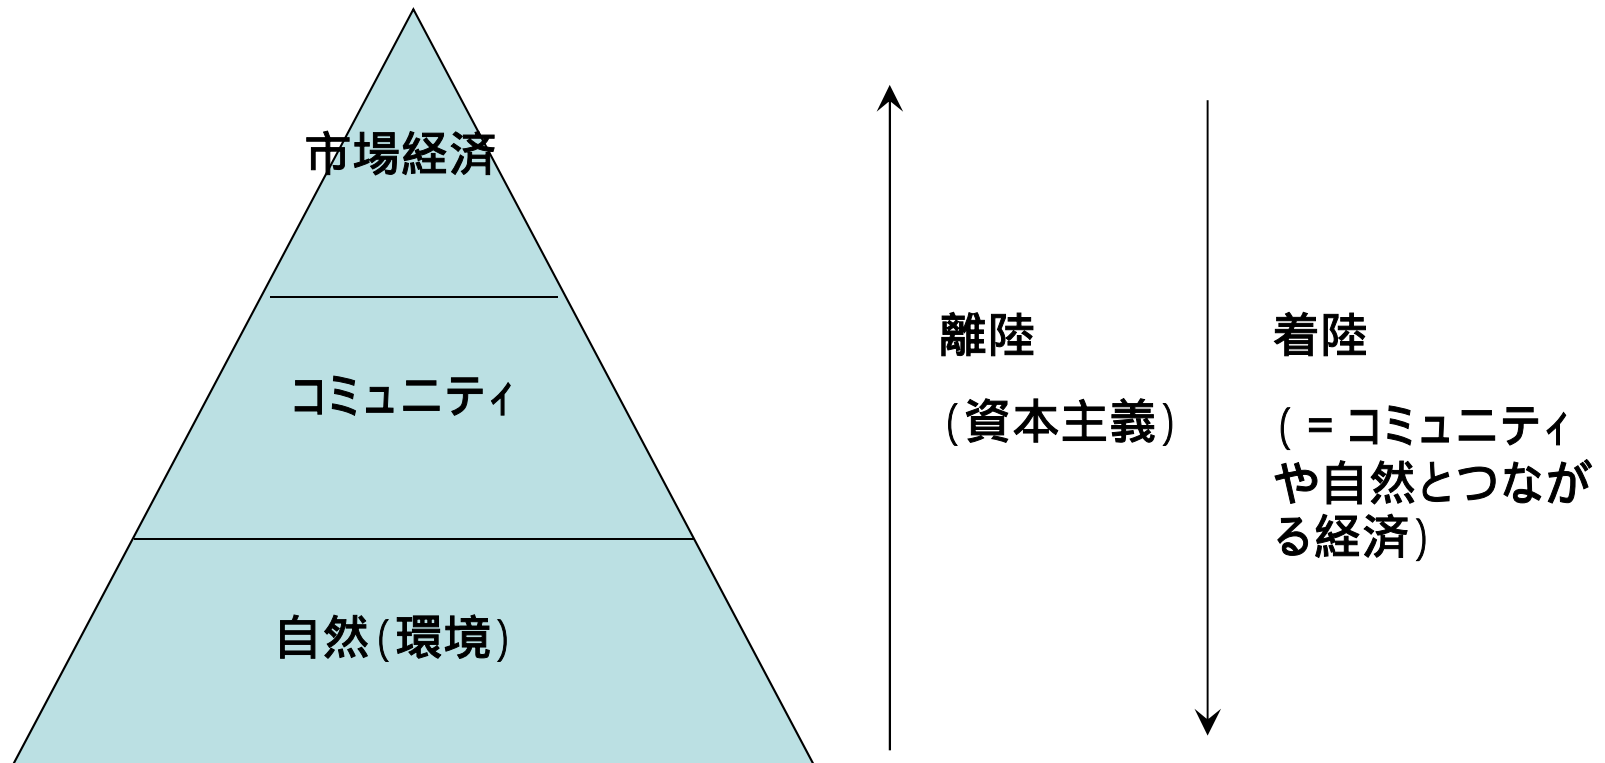 市場経済
コミュニティ
自然(環境)
離陸
(資本主義)
着陸
(=コミュニティ
や自然とつなが
る経済)